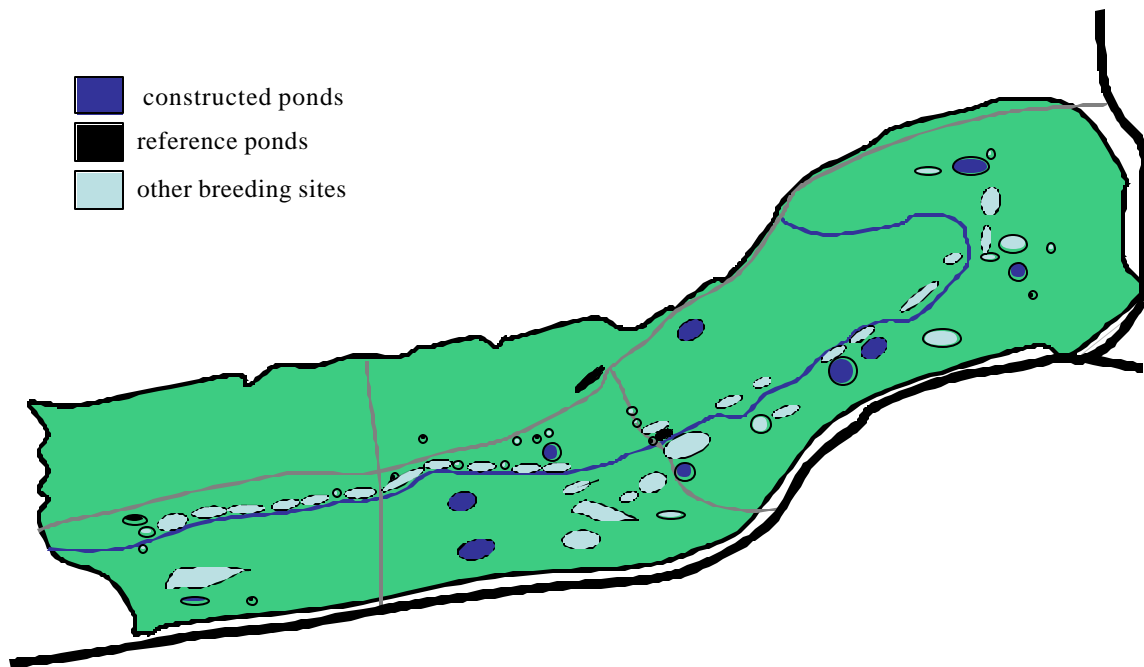 constructed ponds
reference ponds
other breeding sites